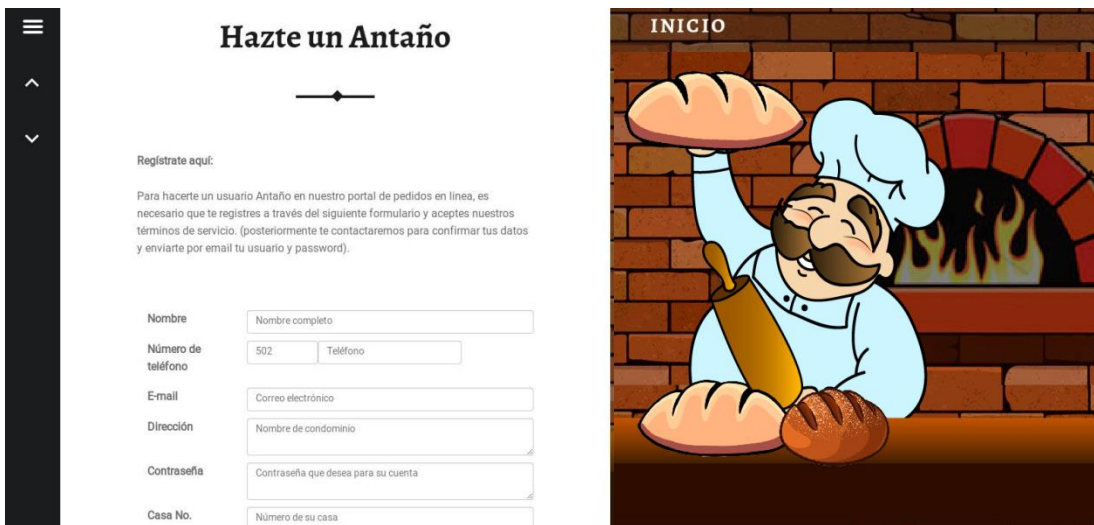 Hazte un Antaño
INICIO
Regístrate aquí:
Para hacerte un usuario Antaño en nuestro portal de pedidos en línea, es
necesario que te registres a través del siguiente formulario y aceptes nuestros
términos de servicio. (posteriormente te contactaremos para confirmar tus datos
y enviarte por email tu usuario y password).
Nombre
Nombre completo
Número de
teléfono
502
Teléfono
E-mail
Correo electrónico
Dirección
Nombre de condominio
Contraseña
Contraseña que desea para su cuenta
Casa No.
Número de su casa